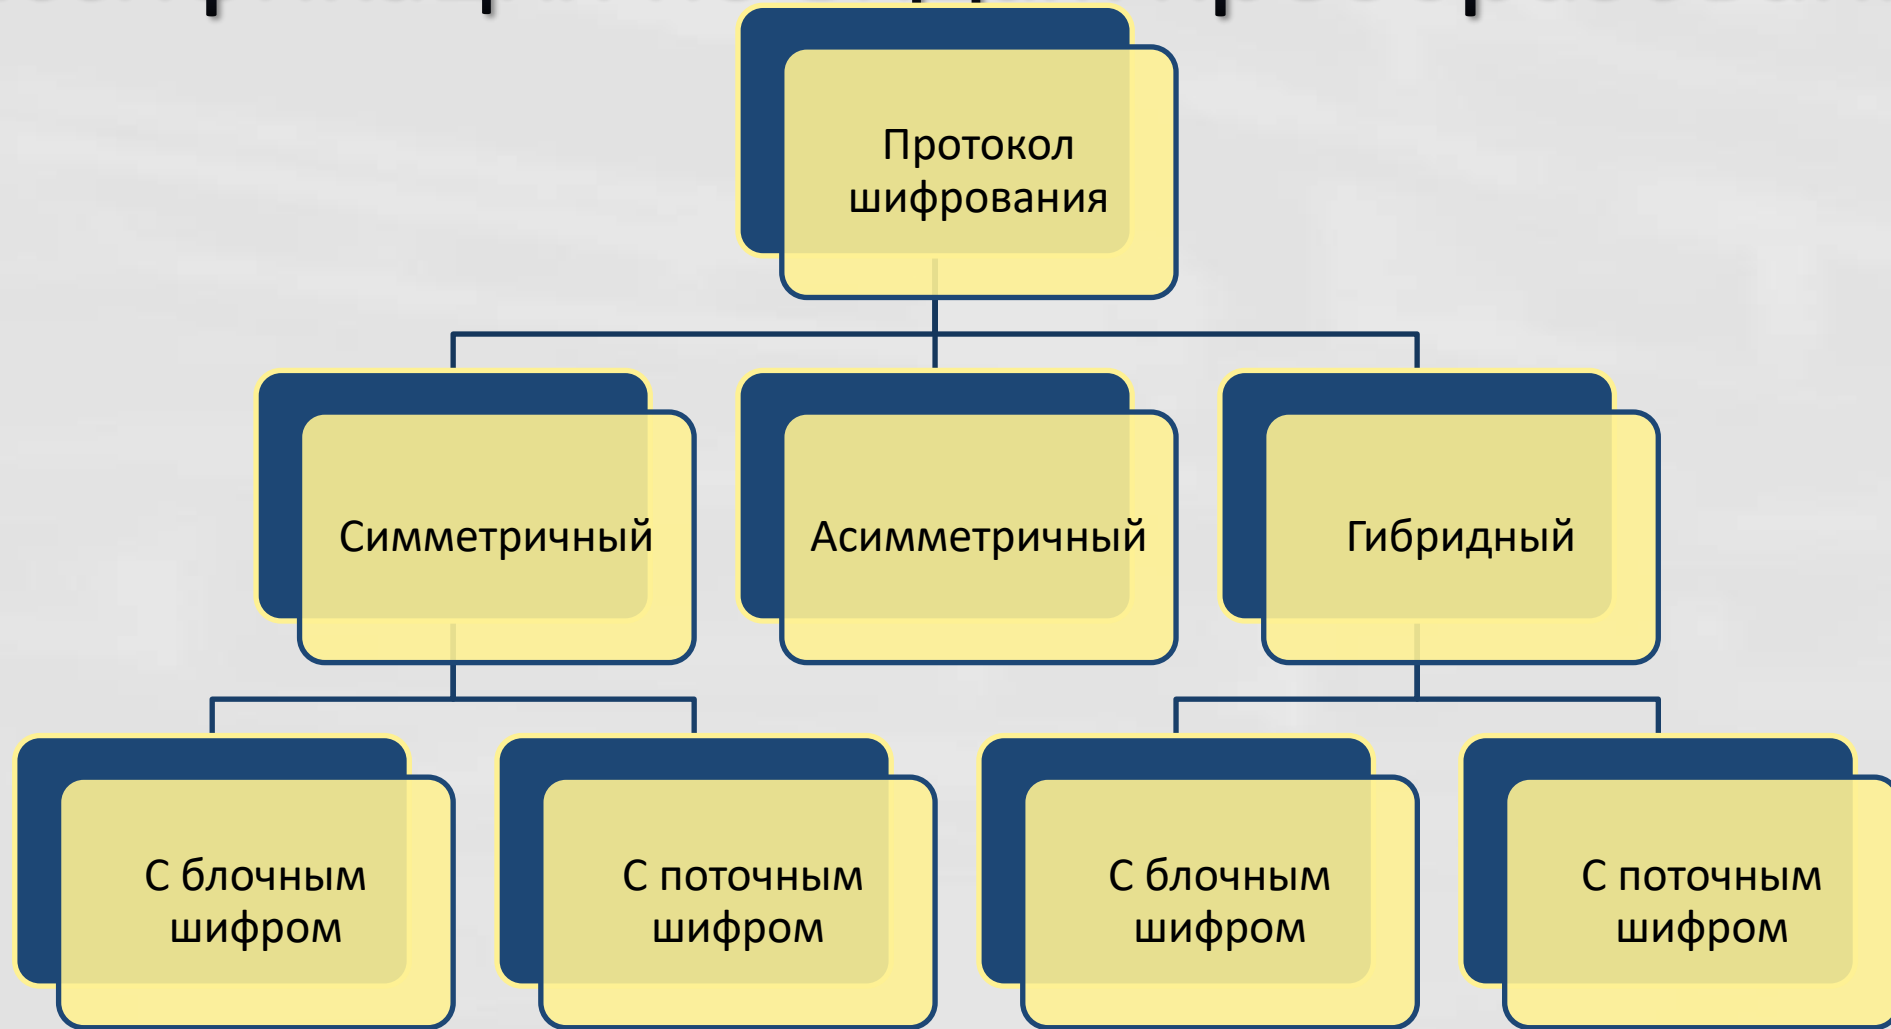 Протокол
шифрования
Симметричный
Асимметричный
Гибридный
С блочным
шифром
С поточным
шифром
С блочным
шифром
С поточным
шифром